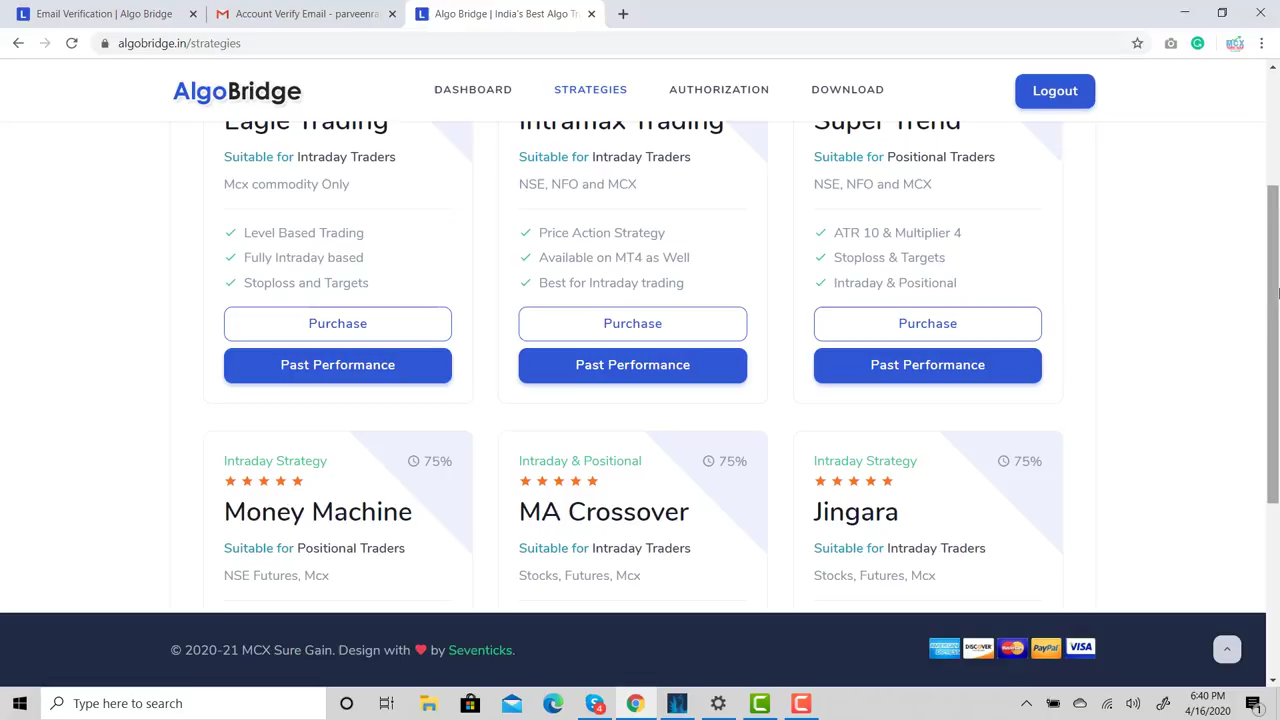 Email Verification | Algo Bridge
Account Verify Email - parveenra
Algo Bridge | India's Best Algo Tr
algobridge.in/strategies
AlgoBridge
DASHBOARD
STRATEGIES
AUTHORIZATION
DOWNLOAD
Logout
Eagle Trading
Suitable for Intraday Traders
Mcx commodity Only
Level Based Trading
Fully Intraday based
Stoploss and Targets
Purchase
Past Performance
Intramax Trading
Suitable for Intraday Traders
NSE, NFO and MCX
Price Action Strategy
Available on MT4 as Well
Best for Intraday trading
Purchase
Past Performance
Super Trend
Suitable for Positional Traders
NSE, NFO and MCX
ATR 10 & Multiplier 4
Stoploss & Targets
Intraday & Positional
Purchase
Past Performance
Intraday Strategy
75%
Money Machine
Suitable for Positional Traders
NSE Futures, Mcx
Intraday & Positional
75%
MA Crossover
Suitable for Intraday Traders
Stocks, Futures, Mcx
Intraday Strategy
75%
Jingara
Suitable for Intraday Traders
Stocks, Futures, Mcx
© 2020-21 MCX Sure Gain. Design with ❤ by Seventicks.
DISCOVER
PayPal
VISA
Type here to search
4
6:40 PM
4/16/2020
1